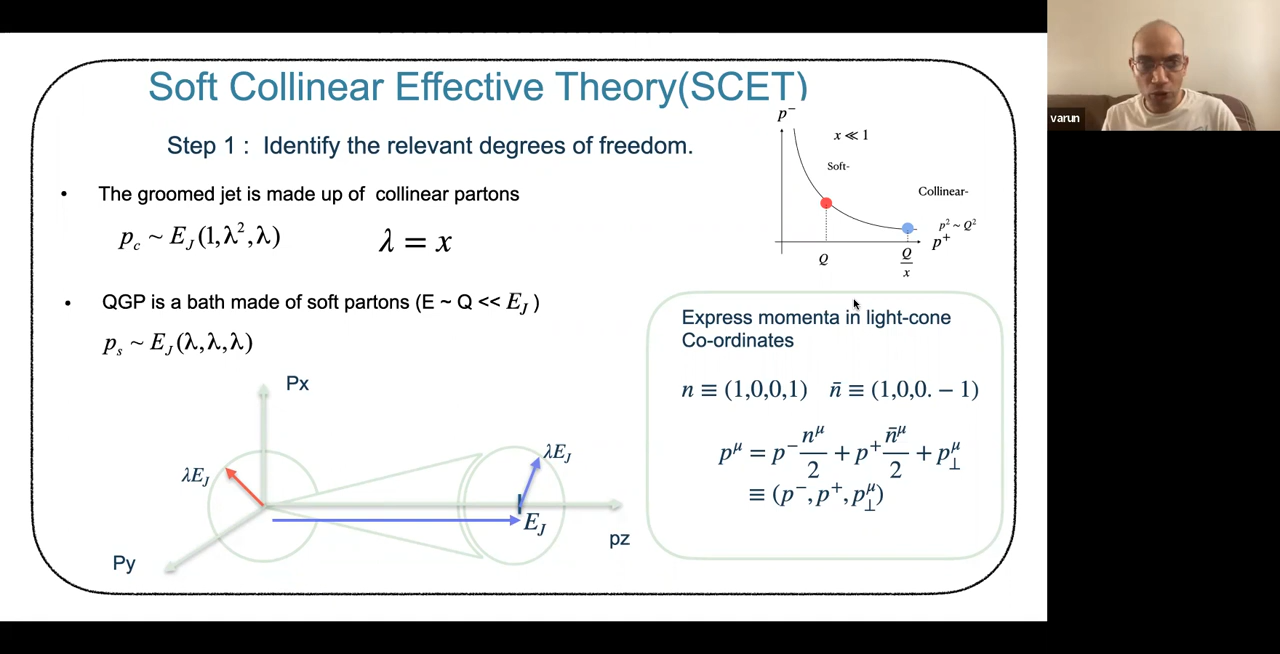 Soft Collinear Effective Theory(SCET)
Step 1 : Identify the relevant degrees of freedom.
• The groomed jet is made up of collinear partons
p_c ~ E_J(1,λ²,λ) λ = x
• QGP is a bath made of soft partons (E ~ Q << E_J )
p_s ~ E_J(λ,λ,λ)
Px
λE_J
λE_J
E_J
pz
Py
p⁻
x ≪ 1
Soft-
Collinear-
p² ~ Q²
p⁺
Q
Q/x
Express momenta in light-cone
Co-ordinates
n ≡ (1,0,0,1) n̄ ≡ (1,0,0. − 1)
p^μ = p⁻ n^μ/2 + p⁺ n̄^μ/2 + p_⊥^μ
≡ (p⁻, p⁺, p_⊥^μ)
varun